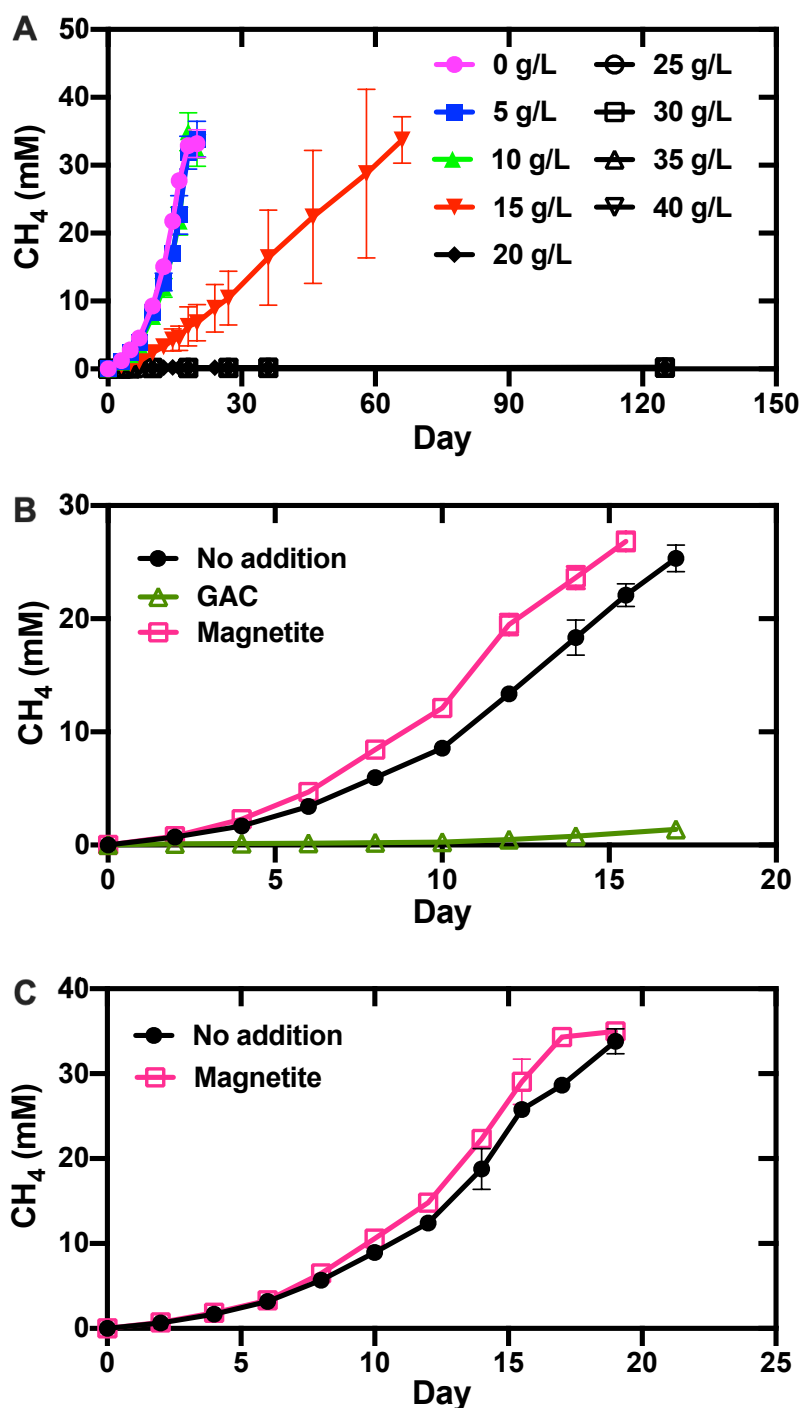 A
50
40
30
20
10
0
CH4 (mM)
0 g/L
5 g/L
10 g/L
15 g/L
20 g/L
25 g/L
30 g/L
35 g/L
40 g/L
0 30 60 90 120 150
Day
B
30
20
10
0
CH4 (mM)
No addition
GAC
Magnetite
0 5 10 15 20
Day
C
40
30
20
10
0
CH4 (mM)
No addition
Magnetite
0 5 10 15 20 25
Day